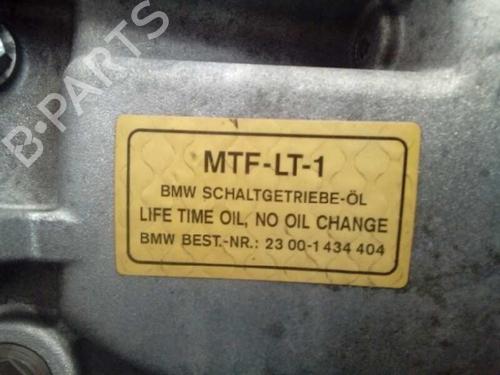 B-PARTS
MTF-LT-1
BMW SCHALTGETRIEBE-ÖL
LIFE TIME OIL, NO OIL CHANGE
BMW BEST.-NR.: 23 00-1 434 404